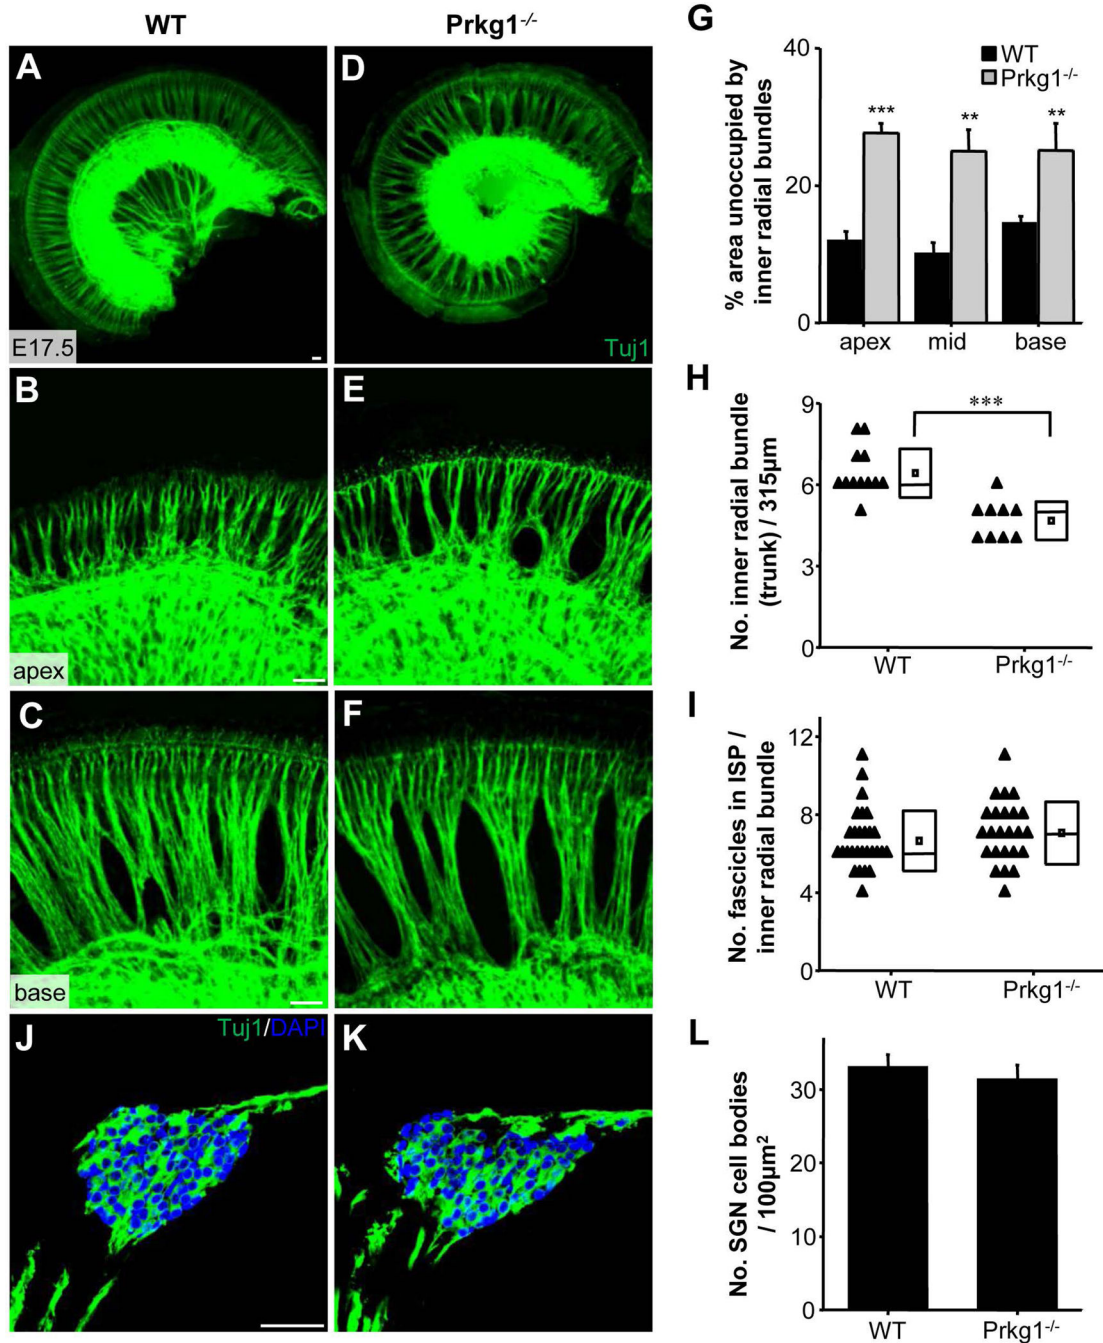 WT
Prkg1-/-
A
D
E17.5
Tuj1
B
E
apex
C
F
base
Tuj1/DAPI
J
K
G
% area unoccupied by
inner radial bundles
40
20
0
WT
Prkg1-/-
***
**
**
apex
mid
base
H
No. inner radial bundle
(trunk) / 315µm
9
6
3
0
***
WT
Prkg1-/-
I
No. fascicles in ISP /
inner radial bundle
12
8
4
0
WT
Prkg1-/-
L
No. SGN cell bodies
/ 100µm2
30
33
30
0
WT
Prkg1-/-